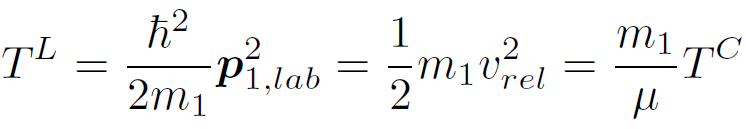 $T^L = \frac{\hbar^2}{2m_1} \boldsymbol{p}_{1,lab}^2 = \frac{1}{2} m_1 v_{rel}^2 = \frac{m_1}{\mu} T^C$